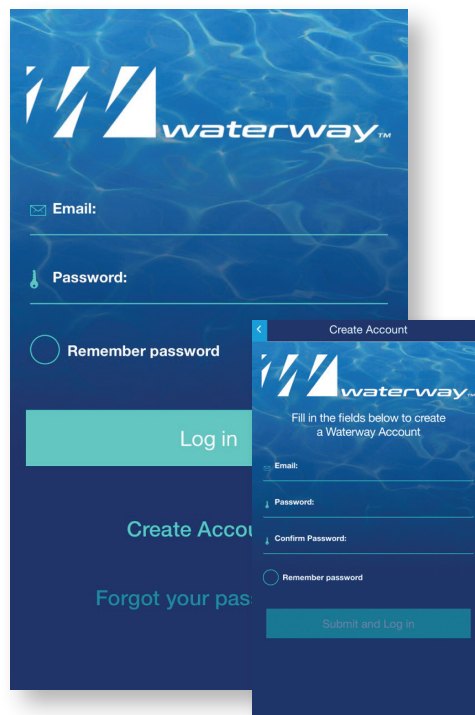 waterway™
Email:
Password:
Remember password
Log in
Create Accou
Forgot your pas
Create Account
waterway™
Fill in the fields below to create
a Waterway Account
Email:
Password:
Confirm Password:
Remember password
Submit and Log in